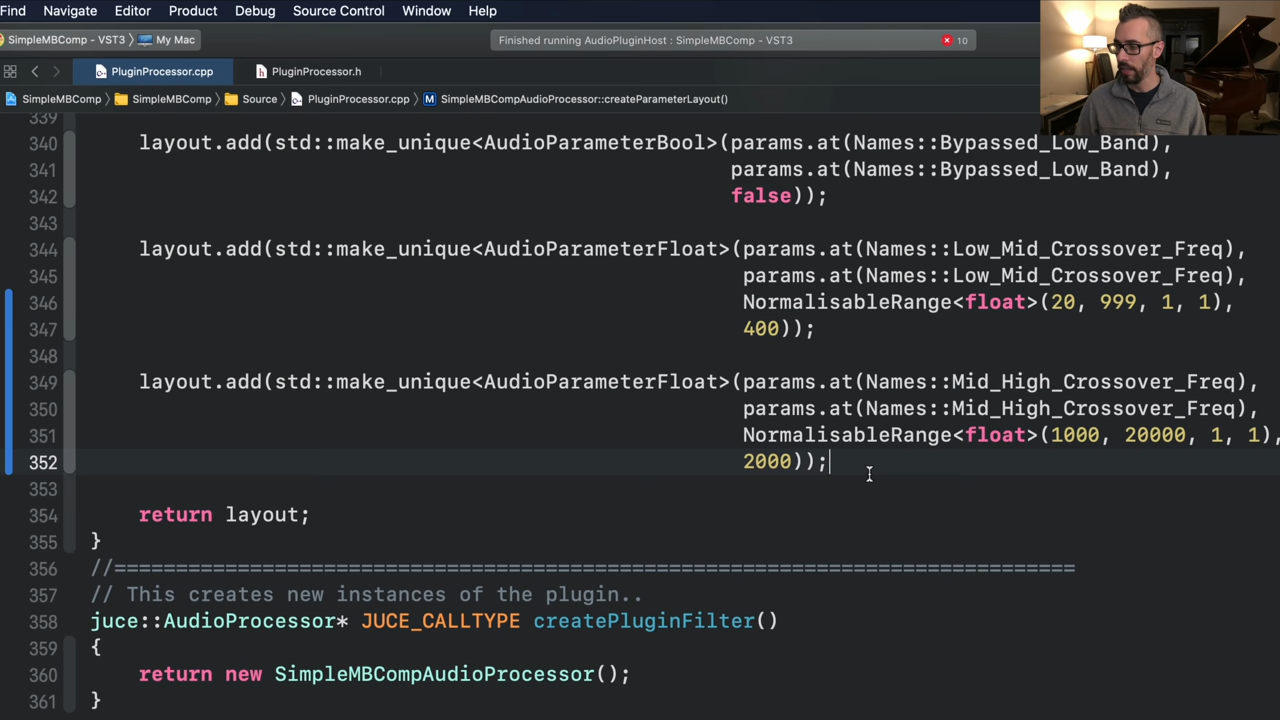 Find Navigate Editor Product Debug Source Control Window Help
SimpleMBComp - VST3 My Mac Finished running AudioPluginHost : SimpleMBComp - VST3 10
PluginProcessor.cpp PluginProcessor.h
SimpleMBComp SimpleMBComp Source PluginProcessor.cpp M SimpleMBCompAudioProcessor::createParameterLayout()
339
340 layout.add(std::make_unique<AudioParameterBool>(params.at(Names::Bypassed_Low_Band),
341 params.at(Names::Bypassed_Low_Band),
342 false));
343
344 layout.add(std::make_unique<AudioParameterFloat>(params.at(Names::Low_Mid_Crossover_Freq),
345 params.at(Names::Low_Mid_Crossover_Freq),
346 NormalisableRange<float>(20, 999, 1, 1),
347 400));
348
349 layout.add(std::make_unique<AudioParameterFloat>(params.at(Names::Mid_High_Crossover_Freq),
350 params.at(Names::Mid_High_Crossover_Freq),
351 NormalisableRange<float>(1000, 20000, 1, 1),
352 2000));
353
354 return layout;
355 }
356 //==============================================================================
357 // This creates new instances of the plugin..
358 juce::AudioProcessor* JUCE_CALLTYPE createPluginFilter()
359 {
360 return new SimpleMBCompAudioProcessor();
361 }